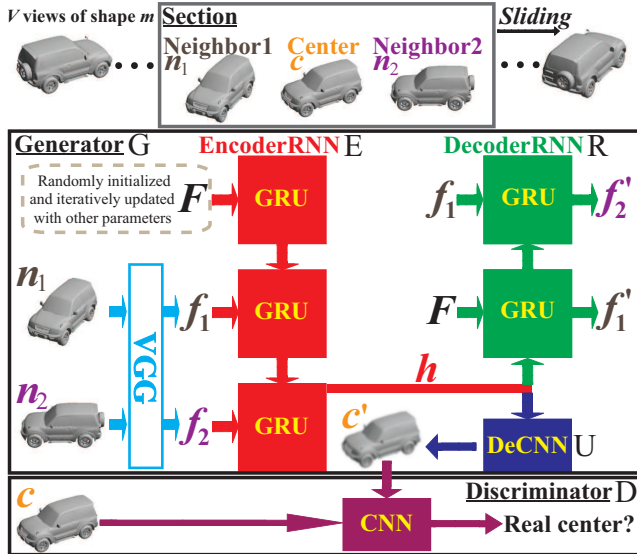 V views of shape m
Section
Sliding
Neighbor1
n1
Center
c
Neighbor2
n2
Generator G
EncoderRNN E
DecoderRNN R
Randomly initialized
and iteratively updated
with other parameters
F
GRU
f1
GRU
f2'
n1
VGG
f1
GRU
F
GRU
f1'
n2
f2
GRU
h
c'
DeCNN U
c
Discriminator D
CNN
Real center?